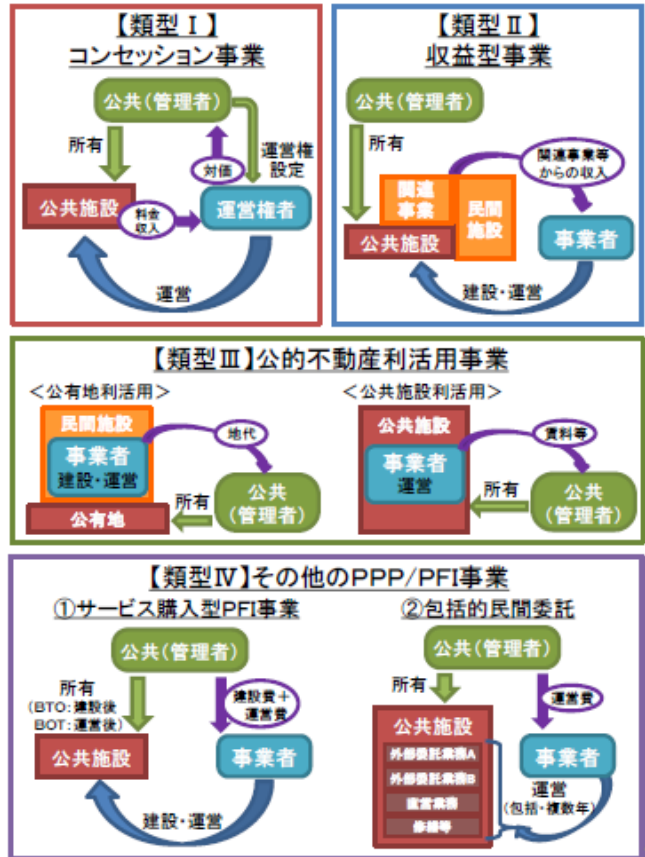 【類型Ⅰ】
コンセッション事業
公共(管理者)
所有
対価
運営権
設定
公共施設
料金
収入
運営権者
運営
【類型Ⅱ】
収益型事業
公共(管理者)
所有
関連事業等
からの収入
関連
事業
民間
施設
公共施設
事業者
建設・運営
【類型Ⅲ】公的不動産利活用事業
<公有地利活用>
民間施設
事業者
建設・運営
公有地
地代
所有
公共
(管理者)
<公共施設利活用>
公共施設
事業者
運営
賃料等
所有
公共
(管理者)
【類型Ⅳ】その他のPPP/PFI事業
①サービス購入型PFI事業
公共(管理者)
所有
(BTO:建設後
BOT:運営後)
建設費+
運営費
公共施設
事業者
建設・運営
②包括的民間委託
公共(管理者)
所有
運営費
公共施設
外部委託業務A
外部委託業務B
直営業務
修繕等
事業者
運営
(包括・複数年)